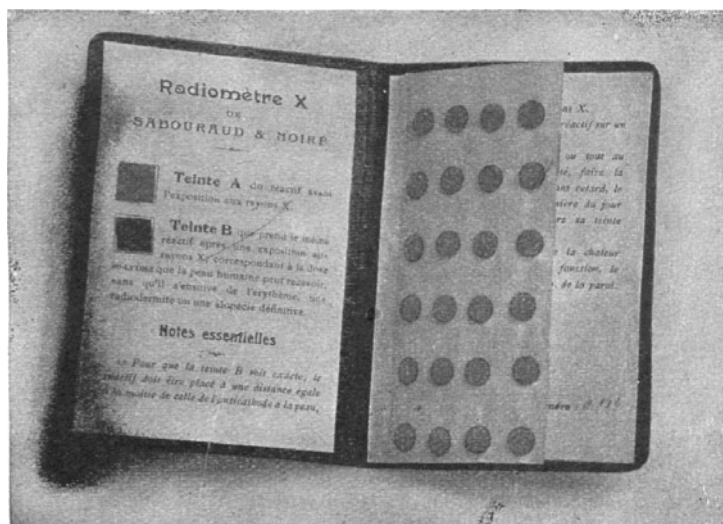 Radiomètre X
DE
SABOURAUD & NOIRÉ
Teinte A du réactif avant
l'exposition aux rayons X.
Teinte B que prend le même
réactif après une exposition aux
rayons X, correspondant à la dose
maxima que la peau humaine peut recevoir,
sans qu'il s'ensuive de l'érythème, une
radiodermite ou une alopécie définitive.
Notes essentielles
Pour que la teinte B soit exacte, le
réactif doit être placé à une distance égale
à la moitié de celle de l'anticathode à la peau,
X.
réactif sur un
ou tout au
faire la
retard, le
du jour
sa teinte
la chaleur
fonction, le
de la paroi.